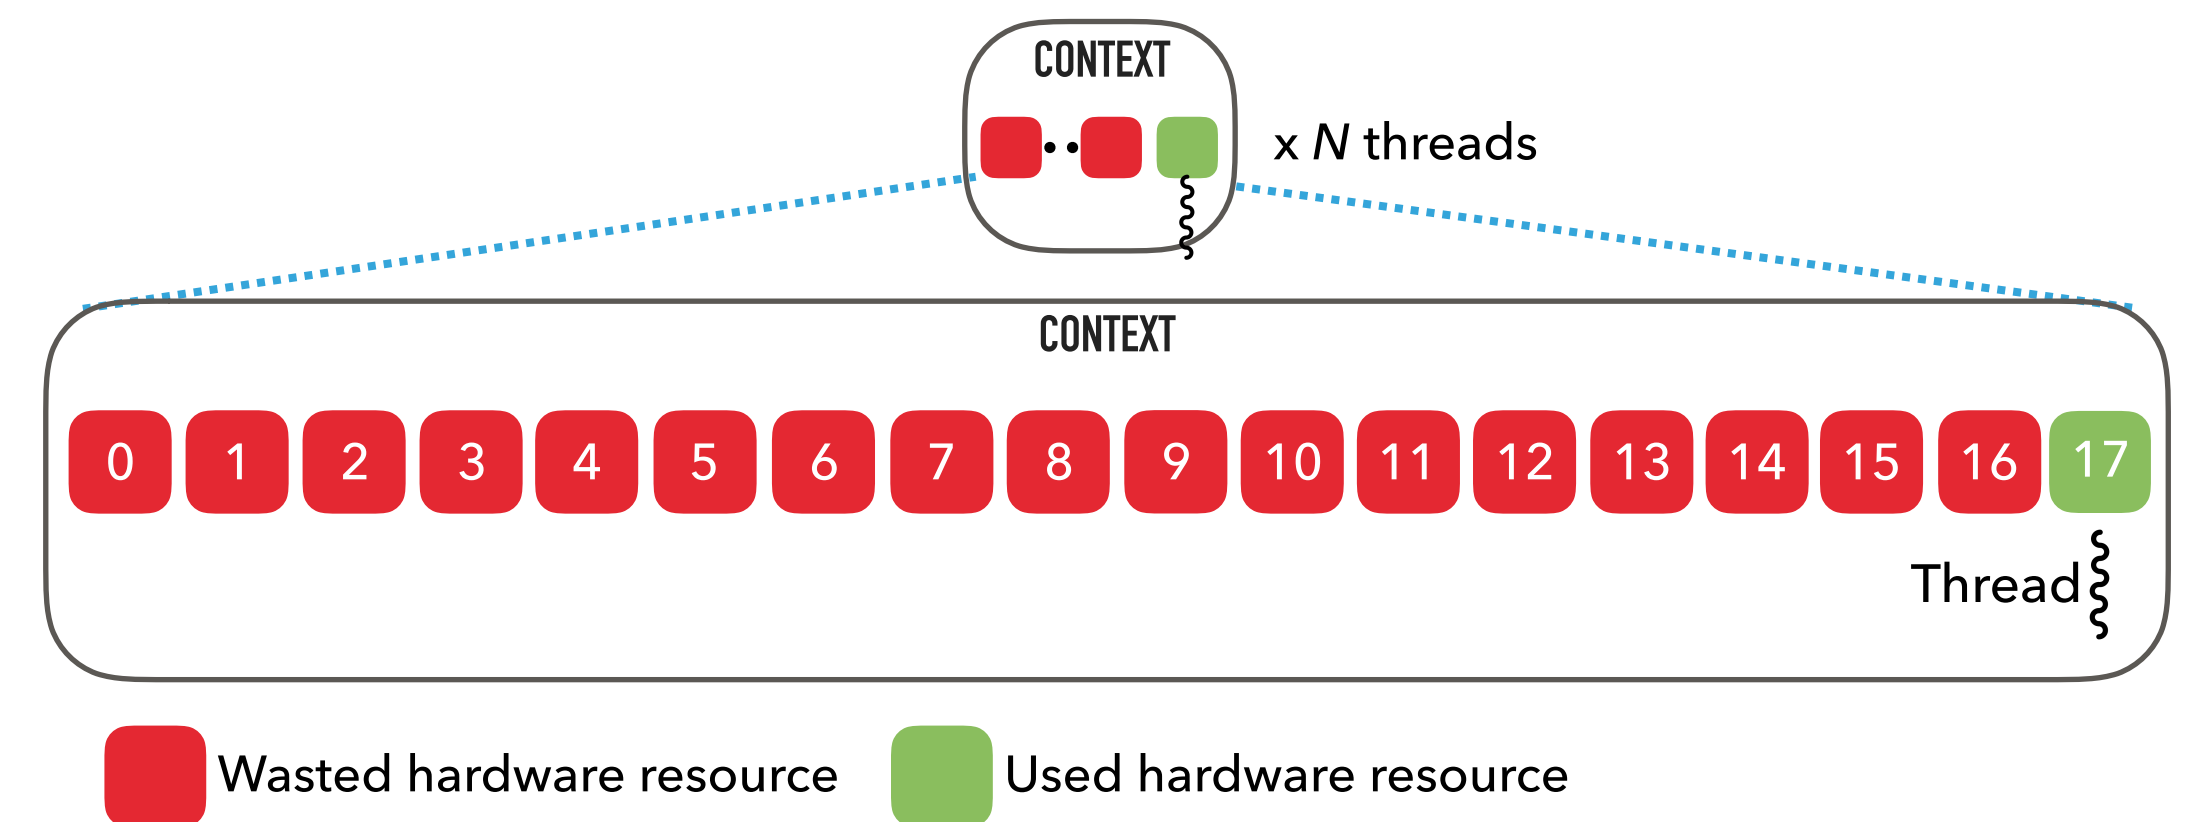 CONTEXT
x N threads
CONTEXT
0 1 2 3 4 5 6 7 8 9 10 11 12 13 14 15 16 17
Thread
Wasted hardware resource
Used hardware resource